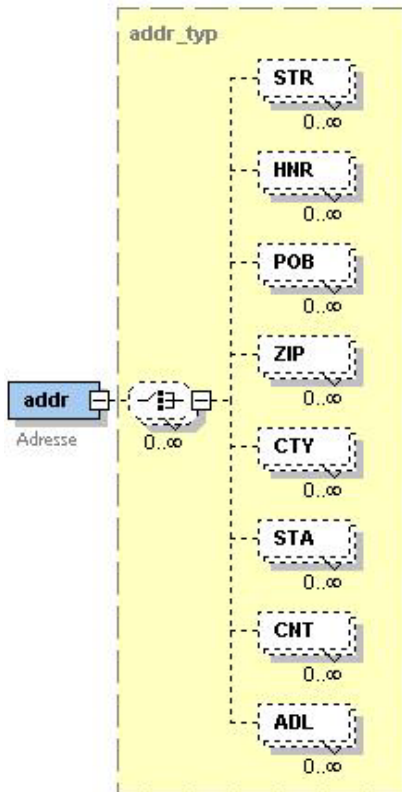 addr_typ
STR
0..∞
HNR
0..∞
POB
0..∞
ZIP
0..∞
addr
Adresse
0..∞
CTY
0..∞
STA
0..∞
CNT
0..∞
ADL
0..∞